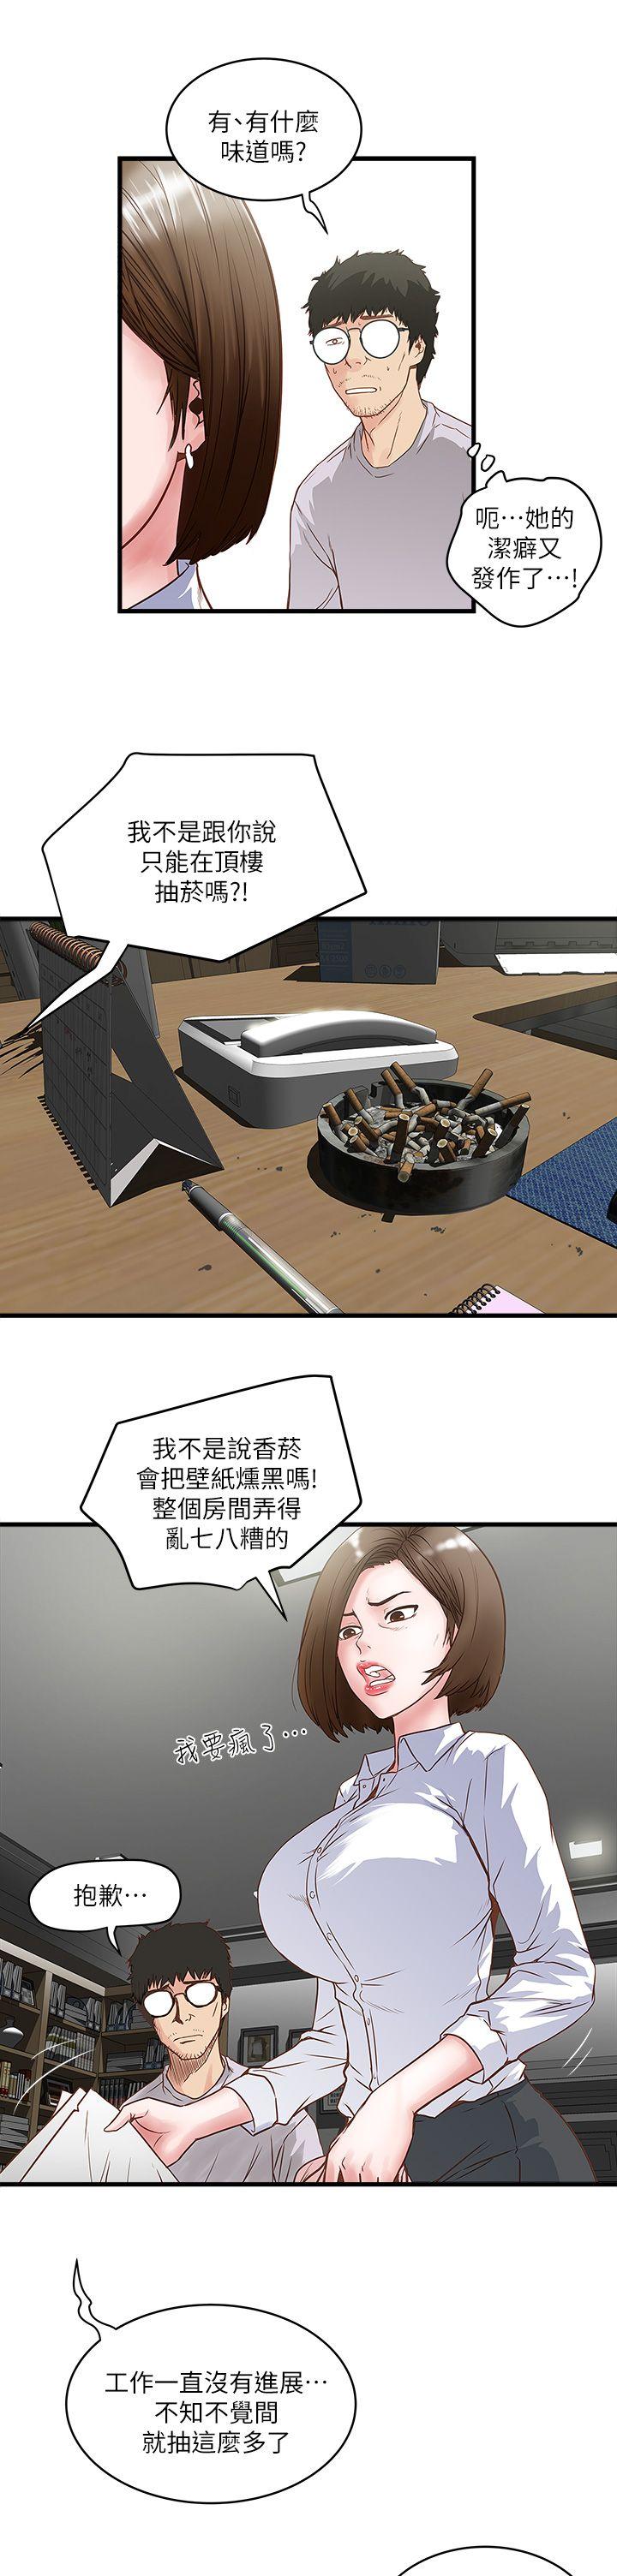 有、有什麼
味道嗎?
呃…她的
潔癖又
發作了…!
我不是跟你說
只能在頂樓
抽菸嗎?!
我不是說香菸
會把壁紙燻黑嗎!
整個房間弄得
亂七八糟的
我要瘋了…
抱歉…
工作一直沒有進展…
不知不覺間
就抽這麼多了